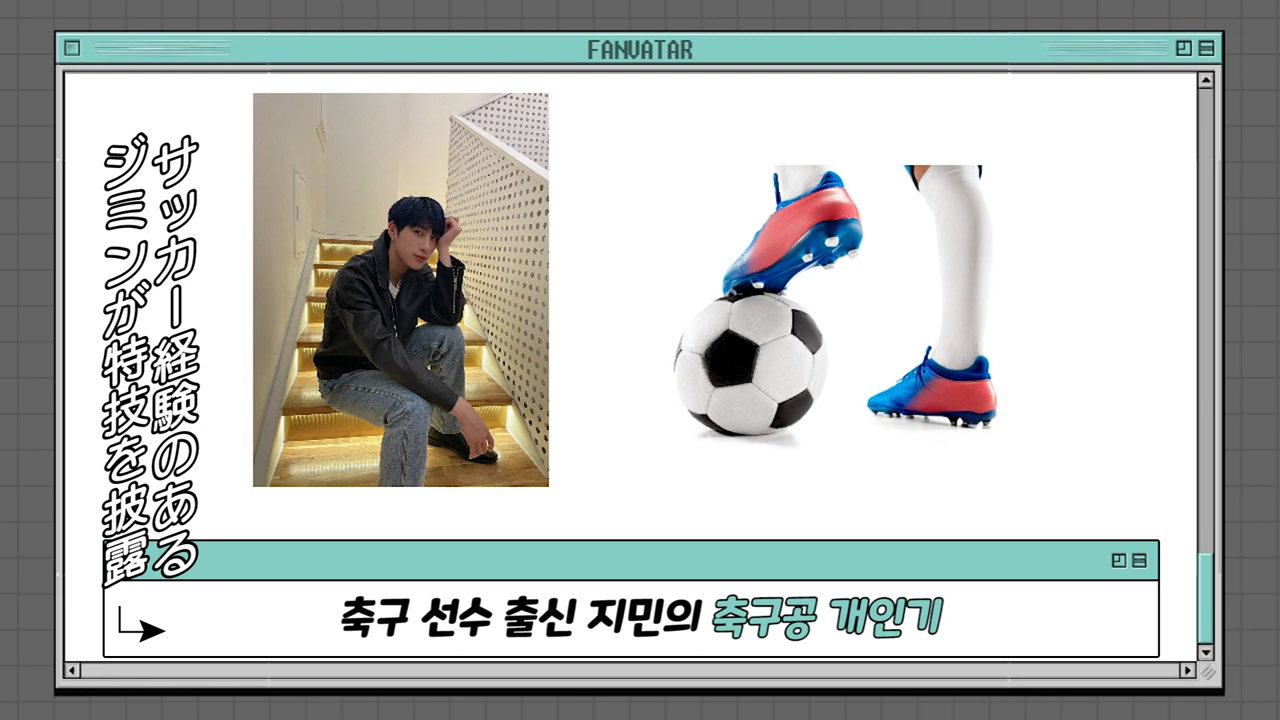 FANVATAR
サッカー経験のある
ジミンが特技を披露
축구 선수 출신 지민의 축구공 개인기